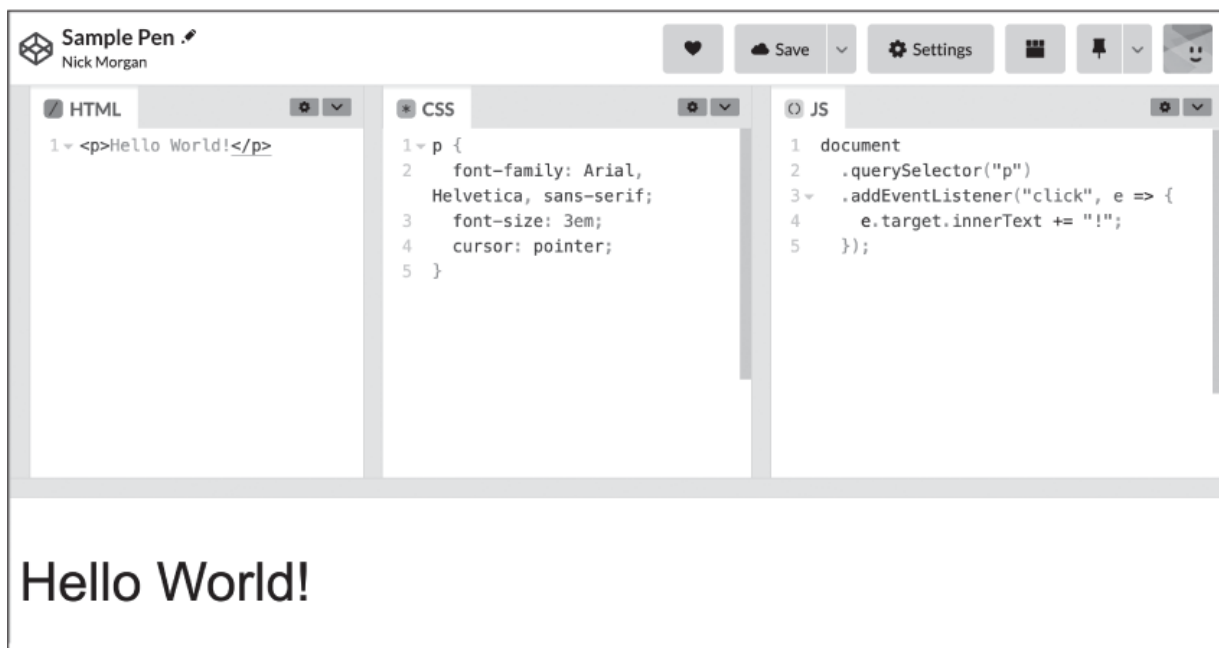 Sample Pen
Nick Morgan
Save
Settings
HTML
1 <p>Hello World!</p>
CSS
1 p {
2 font-family: Arial,
Helvetica, sans-serif;
3 font-size: 3em;
4 cursor: pointer;
5 }
JS
1 document
2 .querySelector("p")
3 .addEventListener("click", e => {
4 e.target.innerText += "!";
5 });
Hello World!